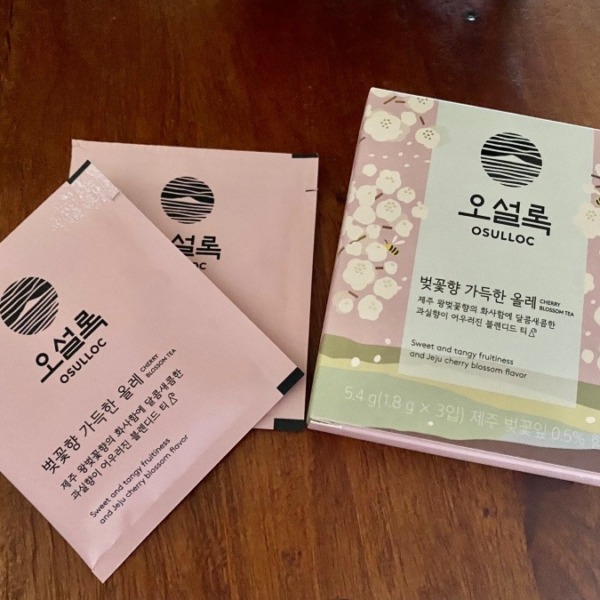 오설록
OSULLOC
벚꽃향 가득한 올레 CHERRY BLOSSOM TEA
제주 왕벚꽃향의 화사함에 달콤새콤한
과실향이 어우러진 블렌디드 티
Sweet and tangy fruitiness
and Jeju cherry blossom flavor
5.4 g(1.8 g × 3입) 제주 벚꽃잎 0.5%
설록
LOC
오설록
OSULLOC
벚꽃향 가득한 올레 CHERRY BLOSSOM TEA
제주 왕벚꽃향의 화사함에 달콤새콤한
과실향이 어우러진 블렌디드 티
Sweet and tangy fruitiness
and Jeju cherry blossom flavor